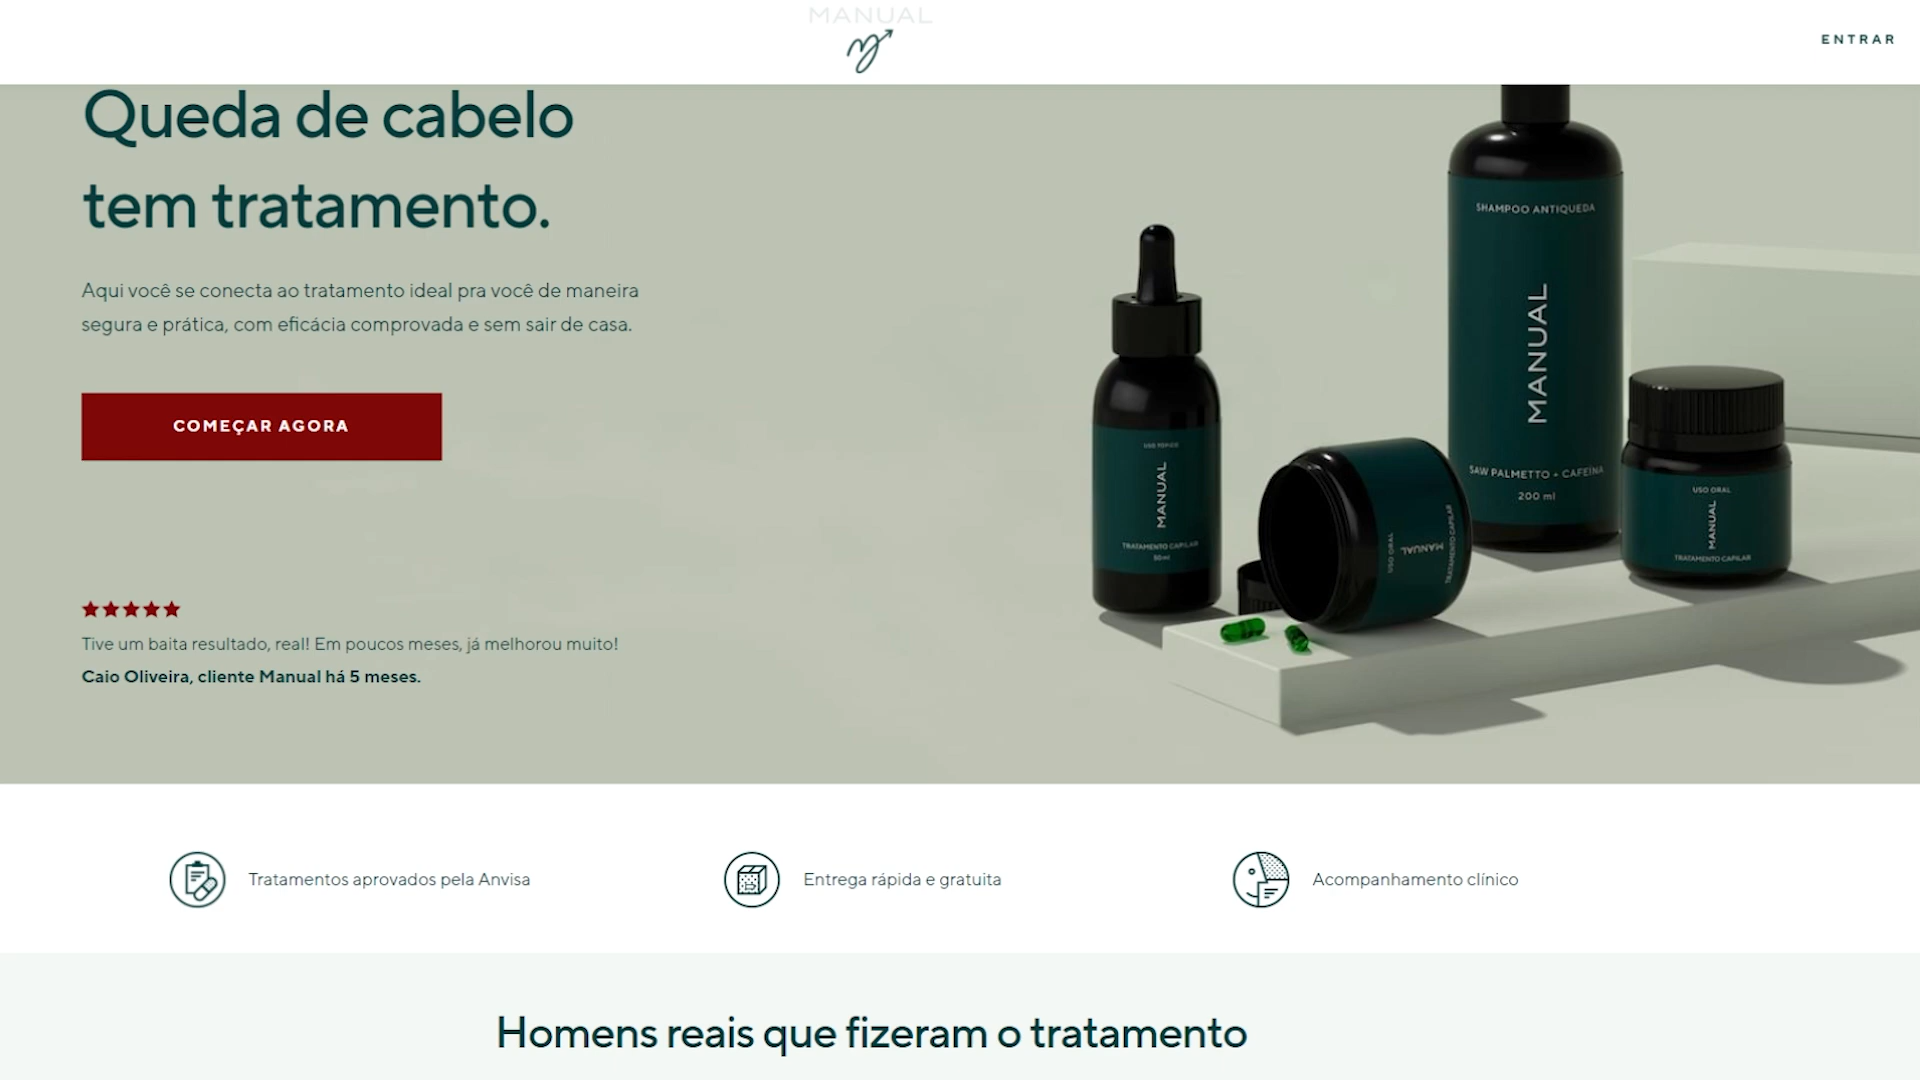 MANUAL
ENTRAR
Queda de cabelo
tem tratamento.
Aqui você se conecta ao tratamento ideal pra você de maneira
segura e prática, com eficácia comprovada e sem sair de casa.
COMEÇAR AGORA
Tive um baita resultado, real! Em poucos meses, já melhorou muito!
Caio Oliveira, cliente Manual há 5 meses.
USO TÓPICO
MANUAL
TRATAMENTO CAPILAR
50ml
USO ORAL
MANUAL
TRATAMENTO CAPILAR
SHAMPOO ANTIQUEDA
MANUAL
SAW PALMETTO + CAFEÍNA
200 ml
USO ORAL
MANUAL
TRATAMENTO CAPILAR
Tratamentos aprovados pela Anvisa
Entrega rápida e gratuita
Acompanhamento clínico
Homens reais que fizeram o tratamento